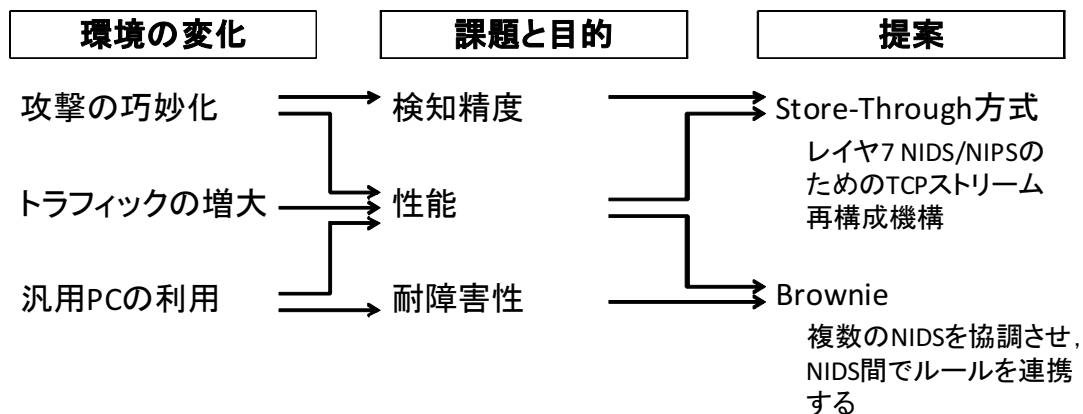 環境の変化
課題と目的
提案
攻撃の巧妙化
検知精度
Store-Through方式
レイヤ7 NIDS/NIPSの
ためのTCPストリーム
再構成機構
トラフィックの増大
性能
汎用PCの利用
耐障害性
Brownie
複数のNIDSを協調させ,
NIDS間でルールを連携
する